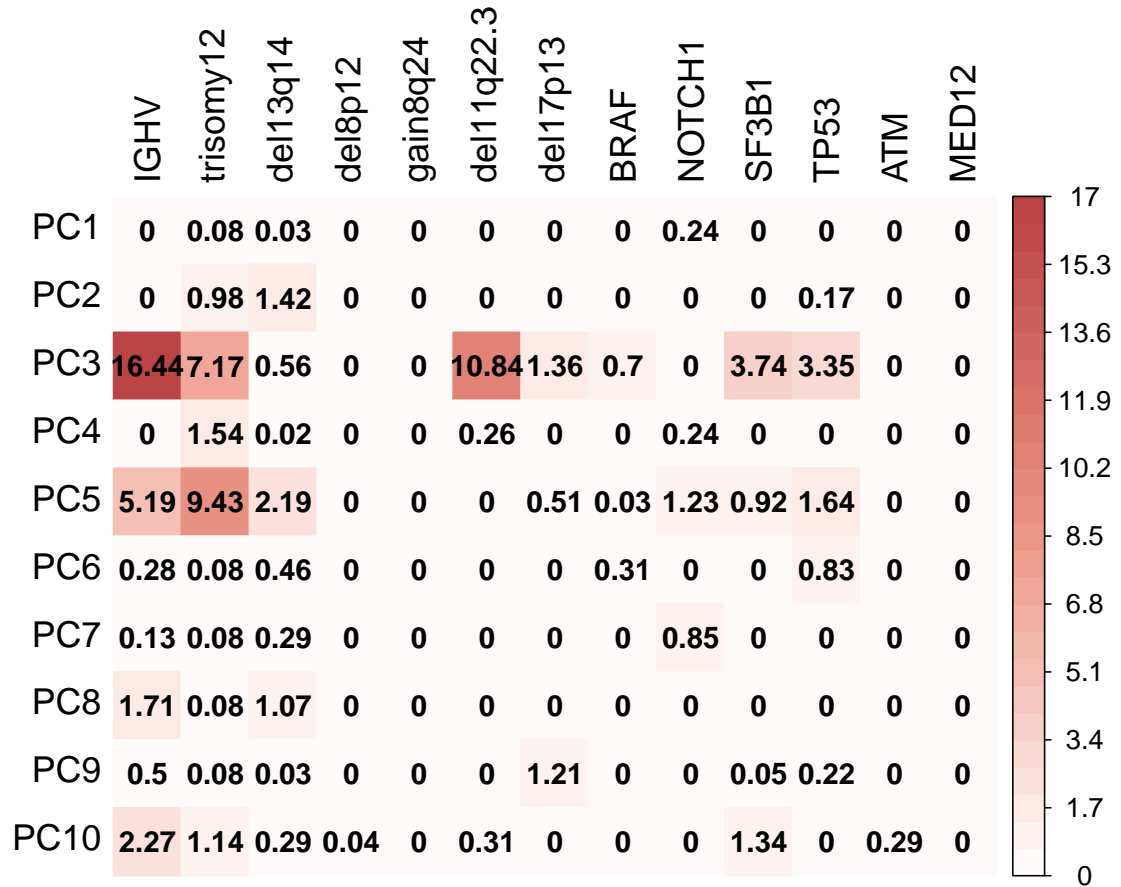 IGHV trisomy12 del13q14 del8p12 gain8q24 del11q22.3 del17p13 BRAF NOTCH1 SF3B1 TP53 ATM MED12
PC1 0 0.08 0.03 0 0 0 0 0 0.24 0 0 0 0
PC2 0 0.98 1.42 0 0 0 0 0 0 0 0.17 0 0
PC3 16.44 7.17 0.56 0 0 10.84 1.36 0.7 0 3.74 3.35 0 0
PC4 0 1.54 0.02 0 0 0.26 0 0 0.24 0 0 0 0
PC5 5.19 9.43 2.19 0 0 0 0.51 0.03 1.23 0.92 1.64 0 0
PC6 0.28 0.08 0.46 0 0 0 0 0.31 0 0 0.83 0 0
PC7 0.13 0.08 0.29 0 0 0 0 0 0.85 0 0 0 0
PC8 1.71 0.08 1.07 0 0 0 0 0 0 0 0 0 0
PC9 0.5 0.08 0.03 0 0 0 1.21 0 0 0.05 0.22 0 0
PC10 2.27 1.14 0.29 0.04 0 0.31 0 0 0 1.34 0 0.29 0
17
15.3
13.6
11.9
10.2
8.5
6.8
5.1
3.4
1.7
0